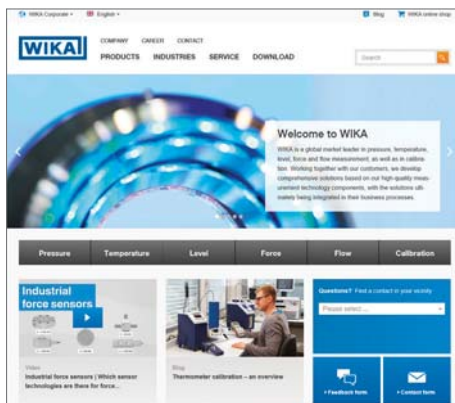 WIKA Corporate
English
Blog
WIKA online shop
WIKA
COMPANY CAREER CONTACT
PRODUCTS INDUSTRIES SERVICE DOWNLOAD
Search
Welcome to WIKA
WIKA is a global market leader in pressure, temperature,
level, force and flow measurement, as well as in calibra-
tion. Working together with our customers, we develop
comprehensive solutions based on our high-quality meas-
urement technology components, with the solutions ulti-
mately being integrated in their business processes.
Pressure Temperature Level Force Flow Calibration
Industrial
force sensors
Questions? Find a contact in your vicinity
Please select ...
Video
Industrial force sensors | Which sensor
technologies are there for force...
Blog
Thermometer calibration – an overview
Feedback form
Contact form